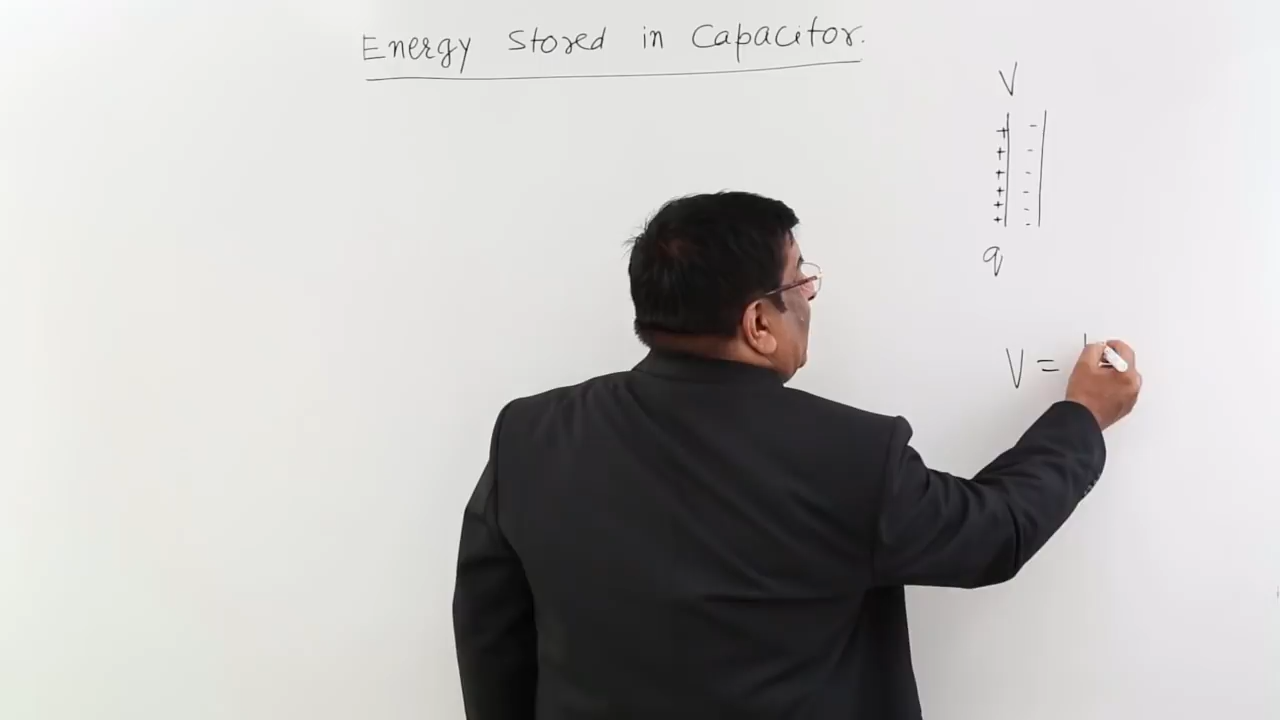 Energy Stored in Capacitor.
V
+ -
+ -
+ -
+ -
+ -
+ -
q
V =